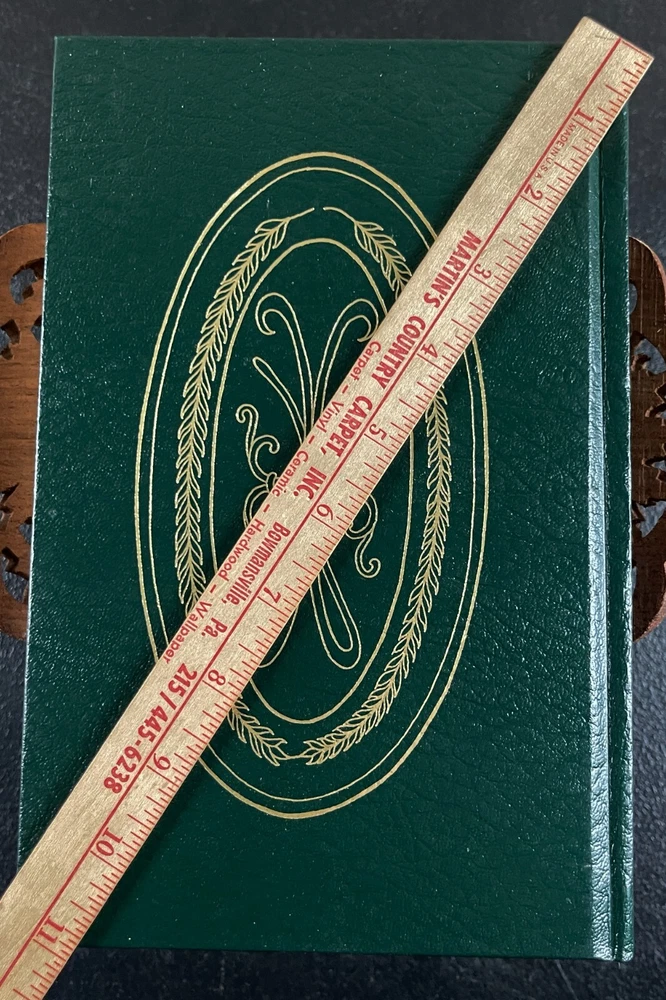 1
MADE IN U.S.A.
2
3
4
5
6
7
8
9
10
11
MARTIN'S COUNTRY CARPET, INC.
Bowmansville, Pa. 215/445-6238
Carpet – Vinyl – Ceramic – Hardwood – Wallpaper